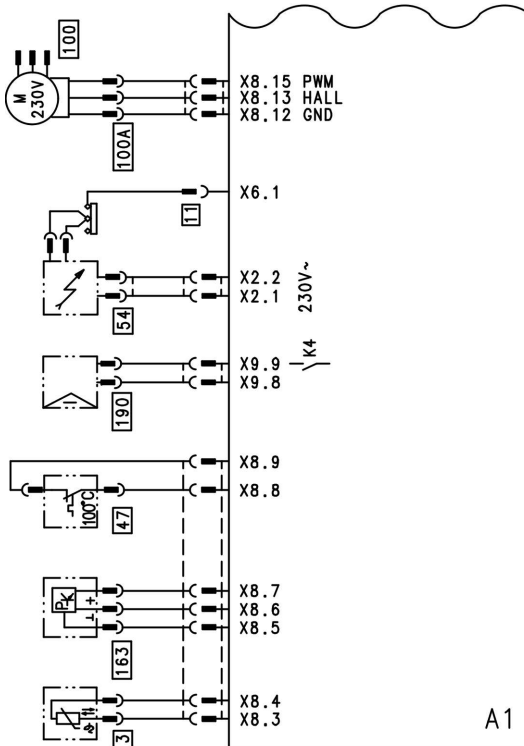 100
M
230V
100A
X8.15 PWM
X8.13 HALL
X8.12 GND
11
X6.1
54
X2.2
X2.1
230V~
190
X9.9
X9.8
K4
100°C
47
X8.9
X8.8
P
K
+
163
X8.7
X8.6
X8.5
ϑ
3
X8.4
X8.3
A1